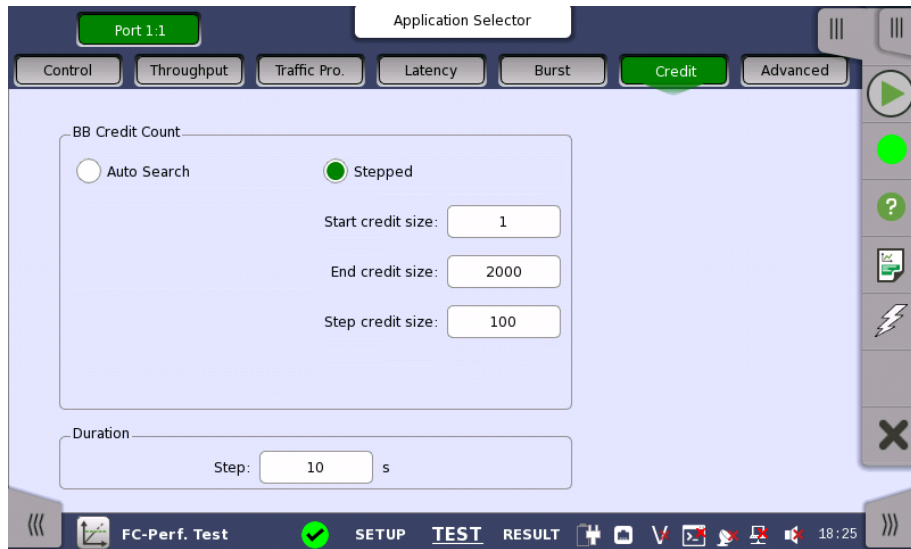 Port 1:1
Application Selector
Control Throughput Traffic Pro. Latency Burst Credit Advanced
BB Credit Count
Auto Search Stepped
Start credit size: 1
End credit size: 2000
Step credit size: 100
Duration
Step: 10 s
FC-Perf. Test SETUP TEST RESULT 18:25